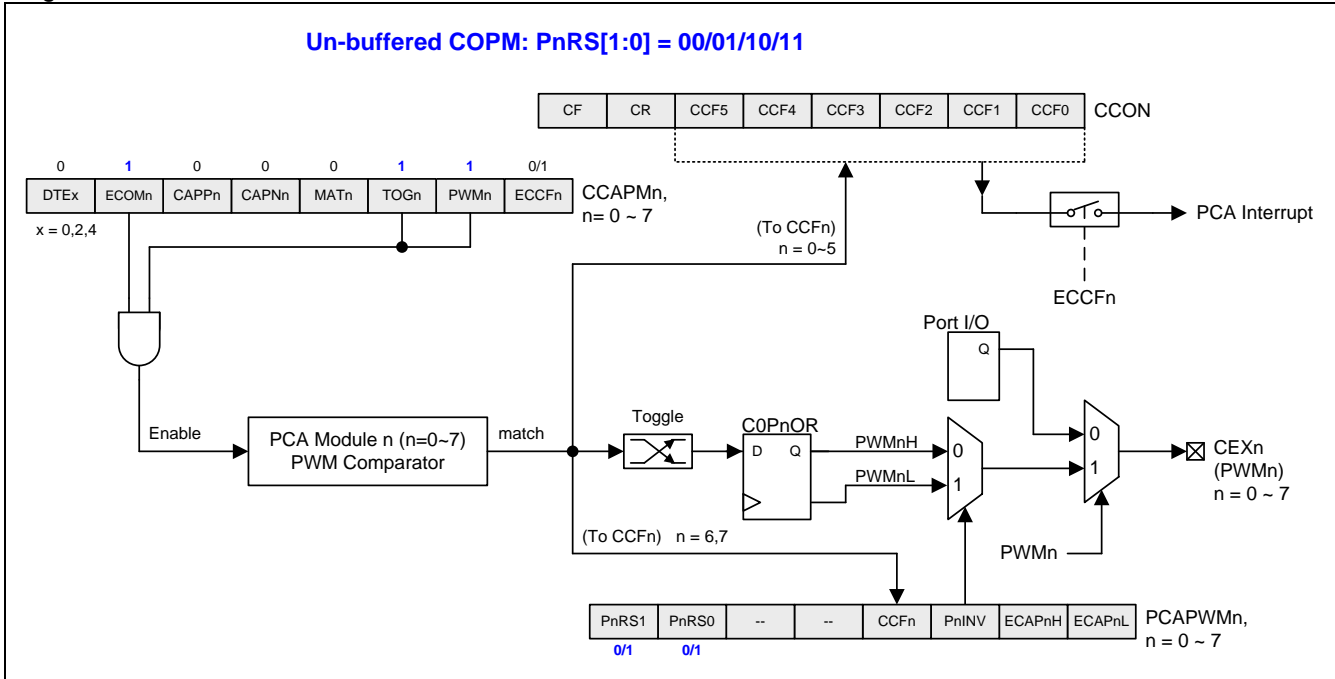 Un-buffered COPM: PnRS[1:0] = 00/01/10/11
CF CR CCF5 CCF4 CCF3 CCF2 CCF1 CCF0 CCON
0 1 0 0 0 1 1 0/1
DTEx ECOMn CAPPn CAPNn MATn TOGn PWMn ECCFn CCAPMn,
n= 0 ~ 7
x = 0,2,4
(To CCFn)
n = 0~5
PCA Interrupt
ECCFn
Port I/O
Q
Enable
PCA Module n (n=0~7)
PWM Comparator
match
Toggle
C0PnOR
D Q
PWMnH
PWMnL
0
1
0
1
CEXn
(PWMn)
n = 0 ~ 7
(To CCFn) n = 6,7
PWMn
PnRS1 PnRS0 -- -- CCFn PnINV ECAPnH ECAPnL PCAPWMn,
n = 0 ~ 7
0/1 0/1